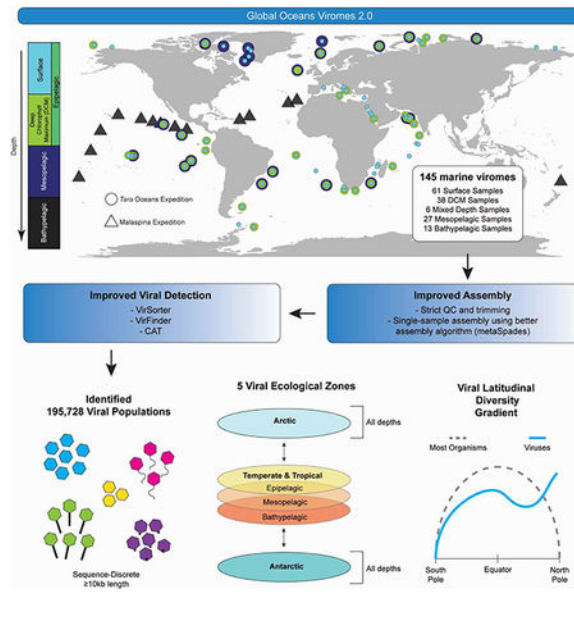 Global Oceans Viromes 2.0
Depth
Surface
Deep
Chlorophyll
Maximum (DCM)
Epipelagic
Mesopelagic
Bathypelagic
Tara Oceans Expedition
Malaspina Expedition
145 marine viromes
61 Surface Samples
38 DCM Samples
6 Mixed Depth Samples
27 Mesopelagic Samples
13 Bathypelagic Samples
Improved Viral Detection
- VirSorter
- VirFinder
- CAT
Improved Assembly
- Strict QC and trimming
- Single-sample assembly using better
assembly algorithm (metaSpades)
Identified
195,728 Viral Populations
Sequence-Discrete
≥10kb length
5 Viral Ecological Zones
Arctic
All depths
Temperate & Tropical
Epipelagic
Mesopelagic
Bathypelagic
Antarctic
All depths
Viral Latitudinal
Diversity
Gradient
Most Organisms
Viruses
South
Pole
Equator
North
Pole